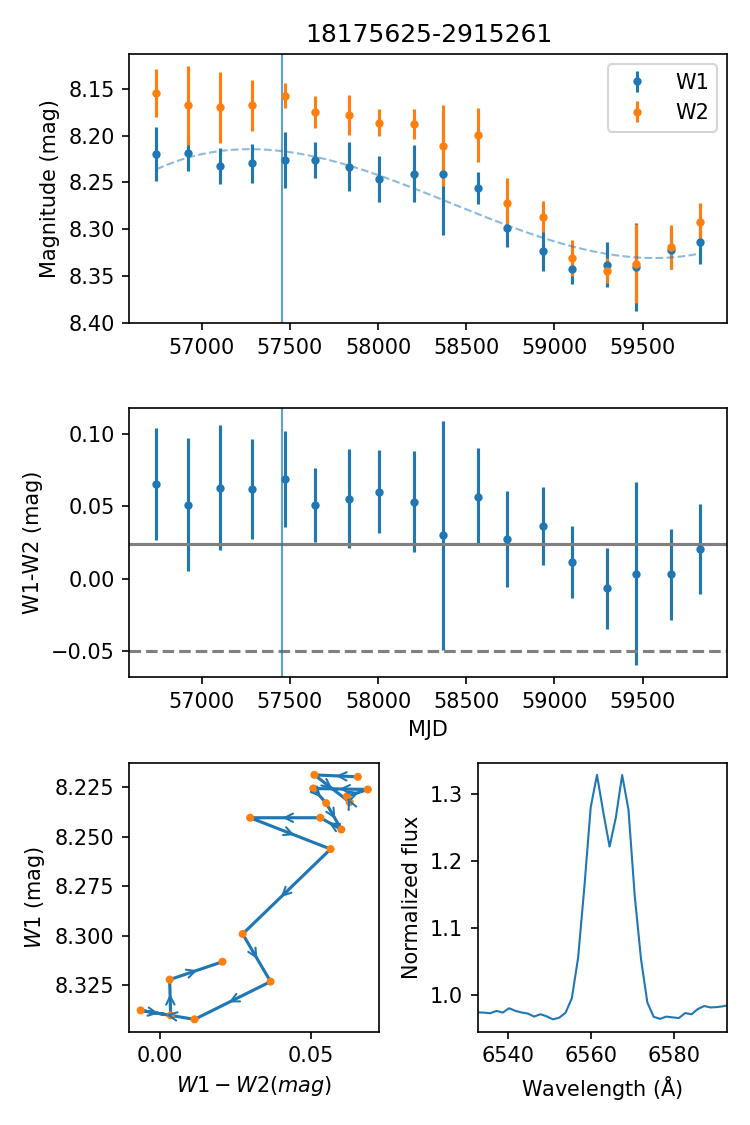 18175625-2915261
Magnitude (mag)
8.15
8.20
8.25
8.30
8.35
8.40
W1
W2
57000 57500 58000 58500 59000 59500
W1-W2 (mag)
0.10
0.05
0.00
−0.05
57000 57500 58000 58500 59000 59500
MJD
W1 (mag)
8.225
8.250
8.275
8.300
8.325
0.00 0.05
W1 − W2(mag)
Normalized flux
1.3
1.2
1.1
1.0
6540 6560 6580
Wavelength (Å)